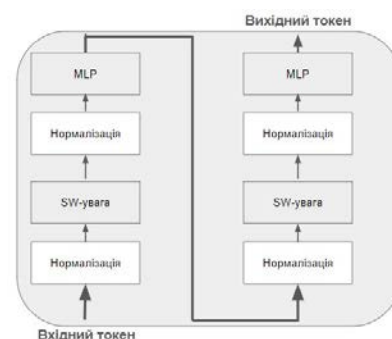 Вихідний токен
MLP
Нормалізація
SW-увага
Нормалізація
MLP
Нормалізація
SW-увага
Нормалізація
Вхідний токен